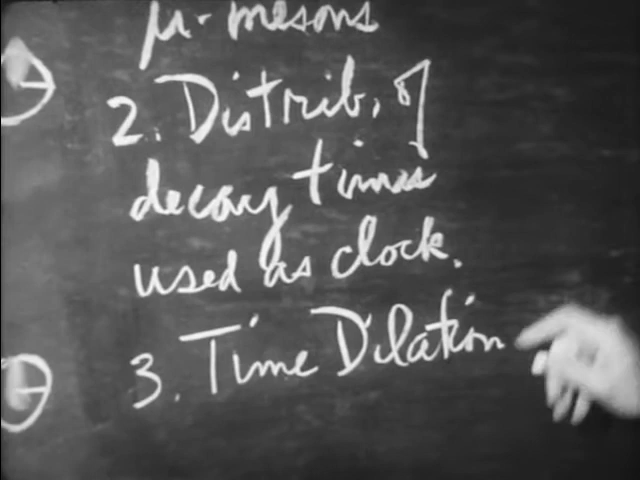 μ-mesons
2. Distrib. of
decay times
used as clock.
3. Time Dilation